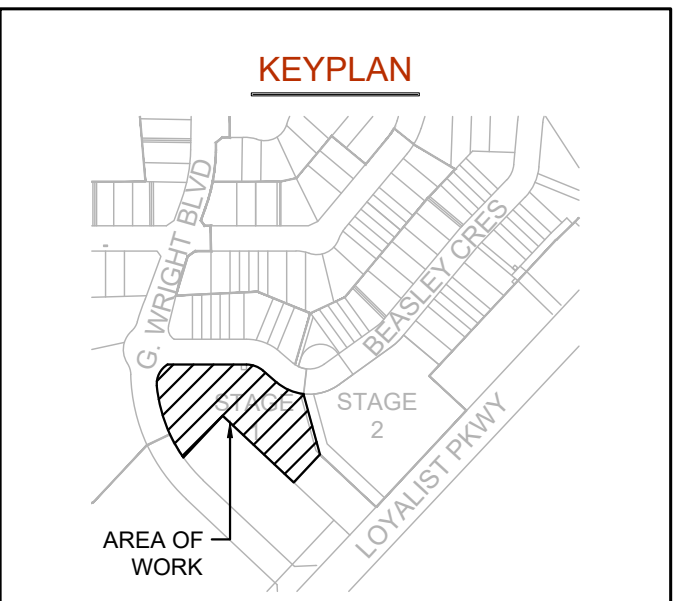 KEYPLAN
G. WRIGHT BLVD
BEASLEY CRES
STAGE
1
STAGE
2
LOYALIST PKWY
AREA OF
WORK